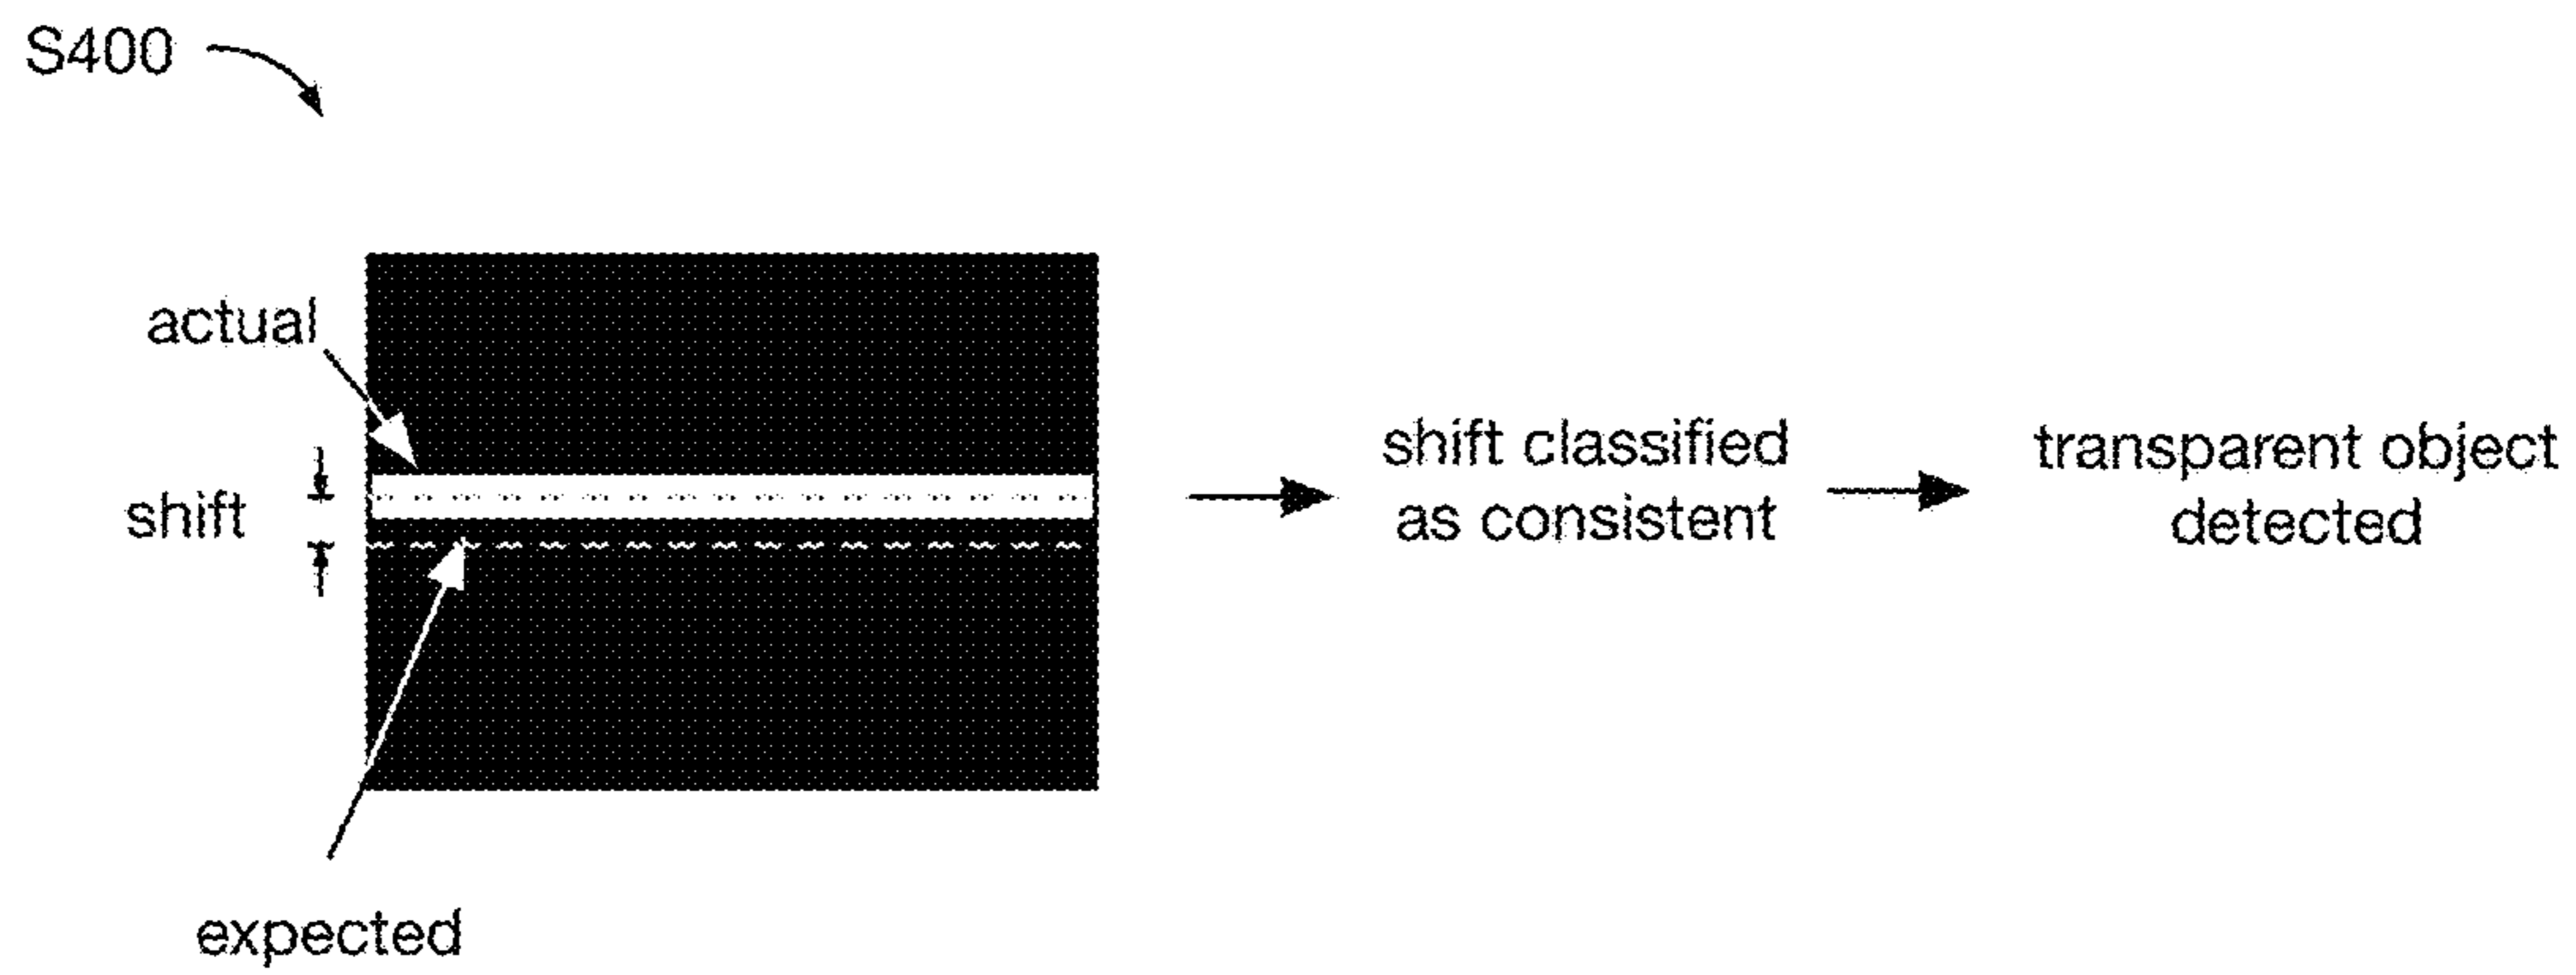 S400
actual
shift
expected
shift classified
as consistent
transparent object
detected